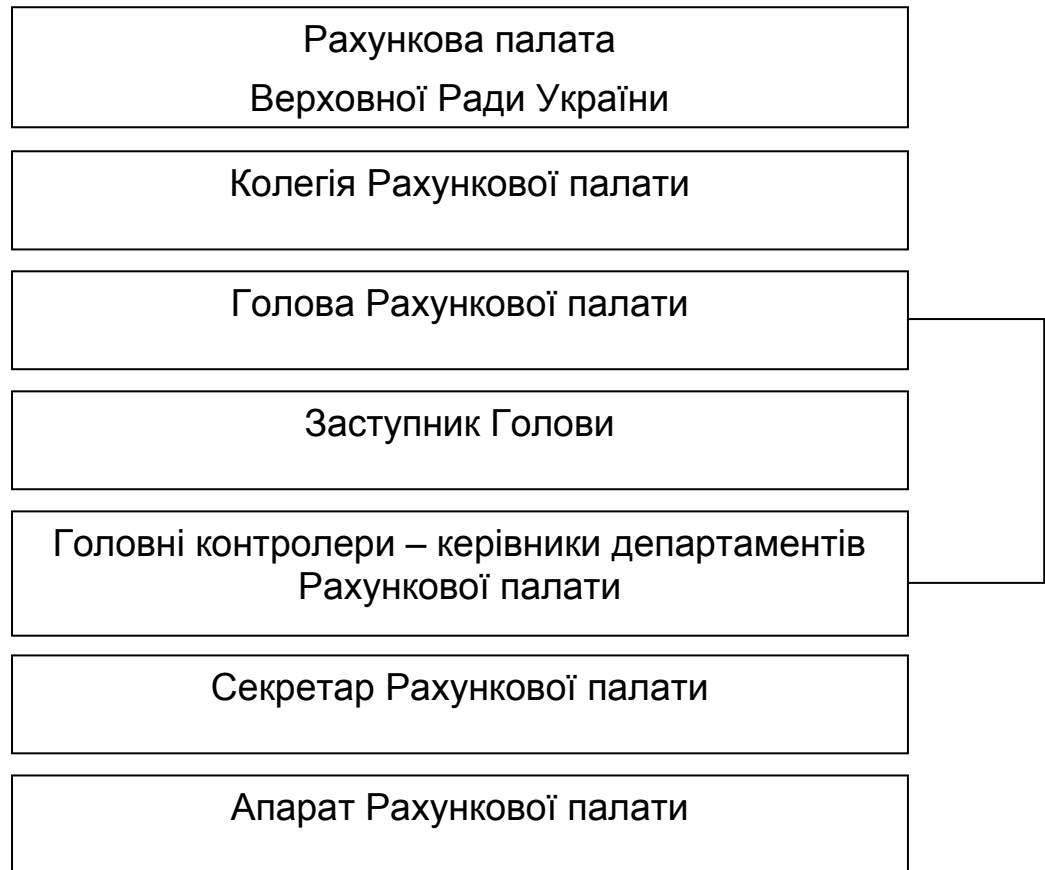 Рахункова палата
Верховної Ради України
Колегія Рахункової палати
Голова Рахункової палати
Заступник Голови
Головні контролери – керівники департаментів
Рахункової палати
Секретар Рахункової палати
Апарат Рахункової палати